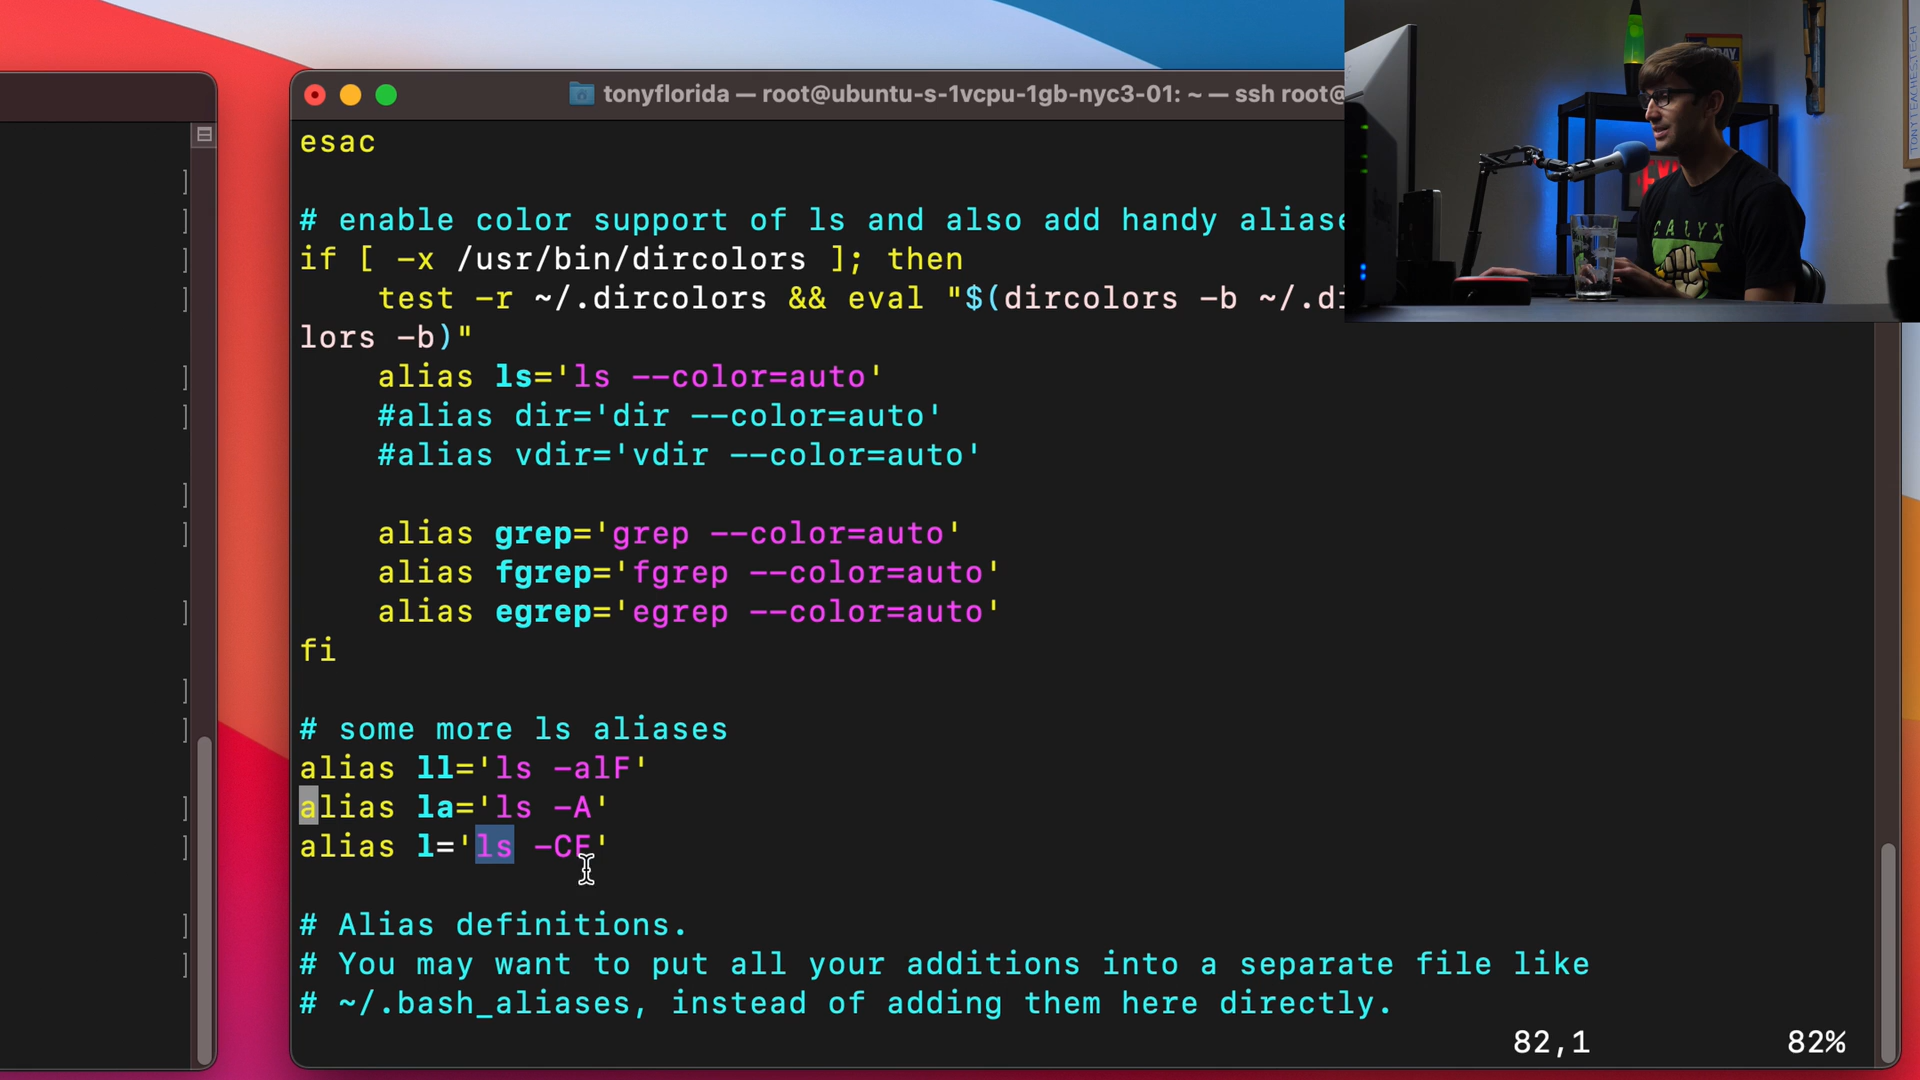 tonyflorida — root@ubuntu-s-1vcpu-1gb-nyc3-01: ~ — ssh root@
esac
# enable color support of ls and also add handy aliase
if [ -x /usr/bin/dircolors ]; then
    test -r ~/.dircolors && eval "$(dircolors -b ~/.di
lors -b)"
    alias ls='ls --color=auto'
    #alias dir='dir --color=auto'
    #alias vdir='vdir --color=auto'
    alias grep='grep --color=auto'
    alias fgrep='fgrep --color=auto'
    alias egrep='egrep --color=auto'
fi
# some more ls aliases
alias ll='ls -alF'
alias la='ls -A'
alias l='ls -CF'
# Alias definitions.
# You may want to put all your additions into a separate file like
# ~/.bash_aliases, instead of adding them here directly.
82,1 82%
CALYX
TONYTEACHES.TECH